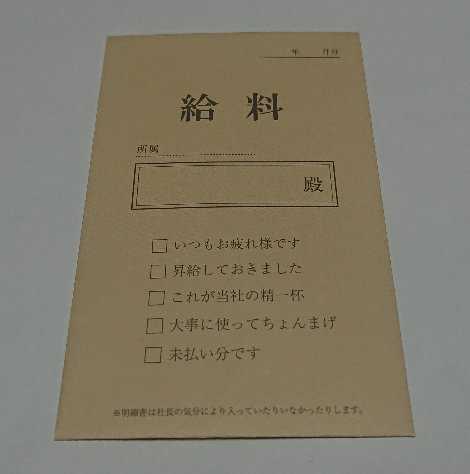 年 月分
給料
所属
殿
□ いつもお疲れ様です
□ 昇給しておきました
□ これが当社の精一杯
□ 大事に使ってちょんまげ
□ 未払い分です
※明細書は社長の気分により入っていたりいなかったりします。